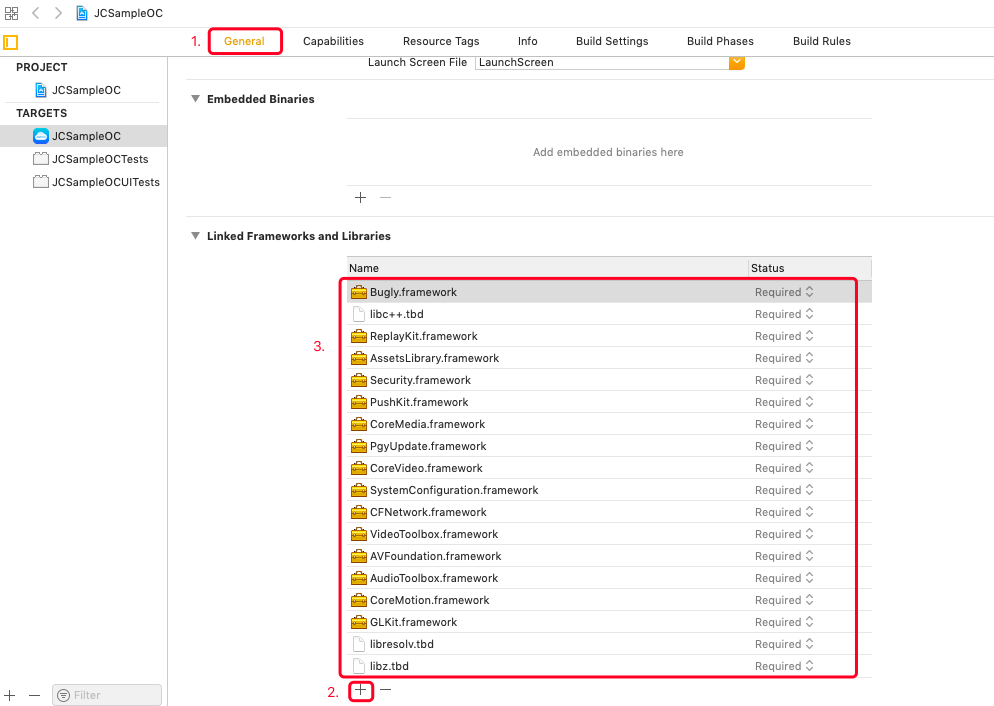 JCSampleOC
1. General Capabilities Resource Tags Info Build Settings Build Phases Build Rules
PROJECT
JCSampleOC
TARGETS
JCSampleOC
JCSampleOCTests
JCSampleOCUITests
Filter
Launch Screen File LaunchScreen
Embedded Binaries
Add embedded binaries here
Linked Frameworks and Libraries
Name Status
Bugly.framework Required
libc++.tbd Required
3.
ReplayKit.framework Required
AssetsLibrary.framework Required
Security.framework Required
PushKit.framework Required
CoreMedia.framework Required
PgyUpdate.framework Required
CoreVideo.framework Required
SystemConfiguration.framework Required
CFNetwork.framework Required
VideoToolbox.framework Required
AVFoundation.framework Required
AudioToolbox.framework Required
CoreMotion.framework Required
GLKit.framework Required
libresolv.tbd Required
libz.tbd Required
2.